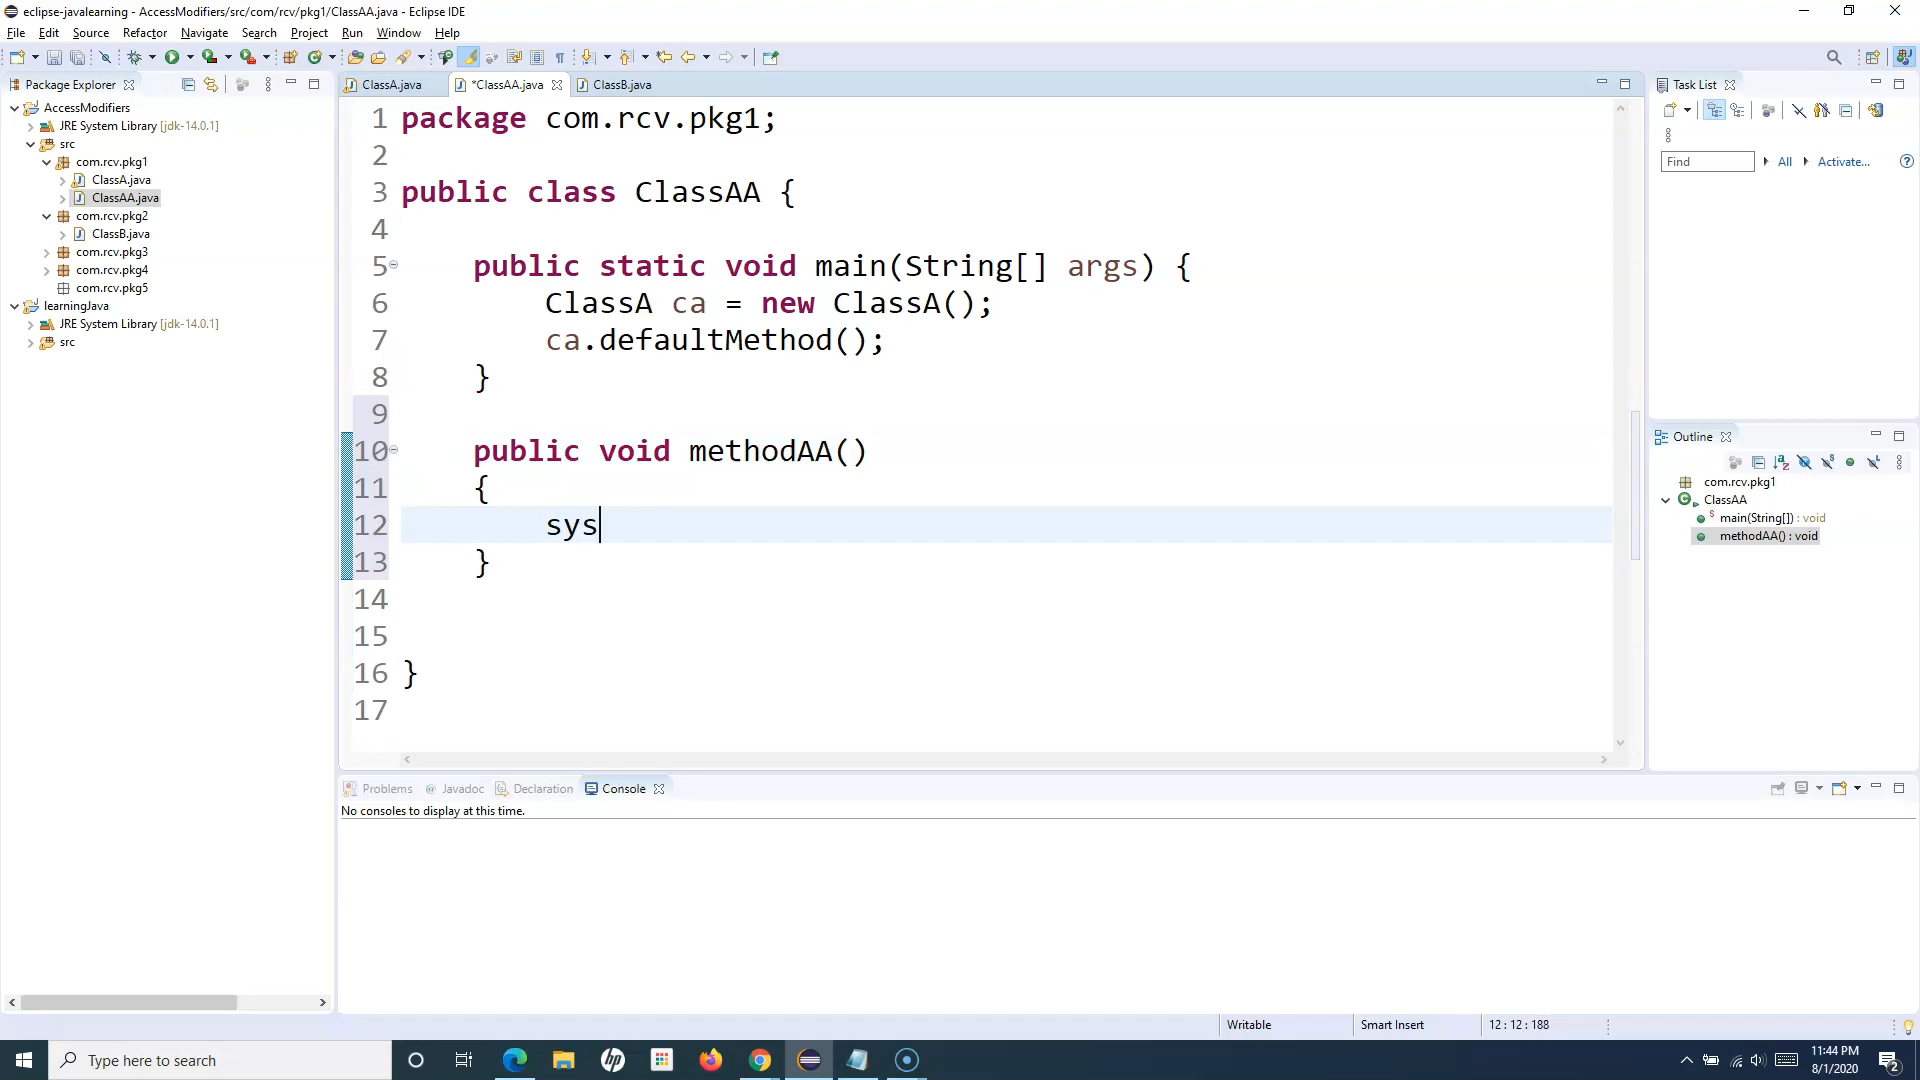 eclipse-javalearning - AccessModifiers/src/com/rcv/pkg1/ClassAA.java - Eclipse IDE
File Edit Source Refactor Navigate Search Project Run Window Help
Package Explorer
AccessModifiers
JRE System Library [jdk-14.0.1]
src
com.rcv.pkg1
ClassA.java
ClassAA.java
com.rcv.pkg2
ClassB.java
com.rcv.pkg3
com.rcv.pkg4
com.rcv.pkg5
learningJava
JRE System Library [jdk-14.0.1]
src
ClassA.java *ClassAA.java ClassB.java
1 package com.rcv.pkg1;
2
3 public class ClassAA {
4
5 public static void main(String[] args) {
6 ClassA ca = new ClassA();
7 ca.defaultMethod();
8 }
9
10 public void methodAA()
11 {
12 sys
13 }
14
15
16 }
17
Task List
Find All Activate...
Outline
com.rcv.pkg1
ClassAA
main(String[]) : void
methodAA() : void
Problems Javadoc Declaration Console
No consoles to display at this time.
Writable Smart Insert 12 : 12 : 188
Type here to search
hp
11:44 PM
8/1/2020
2